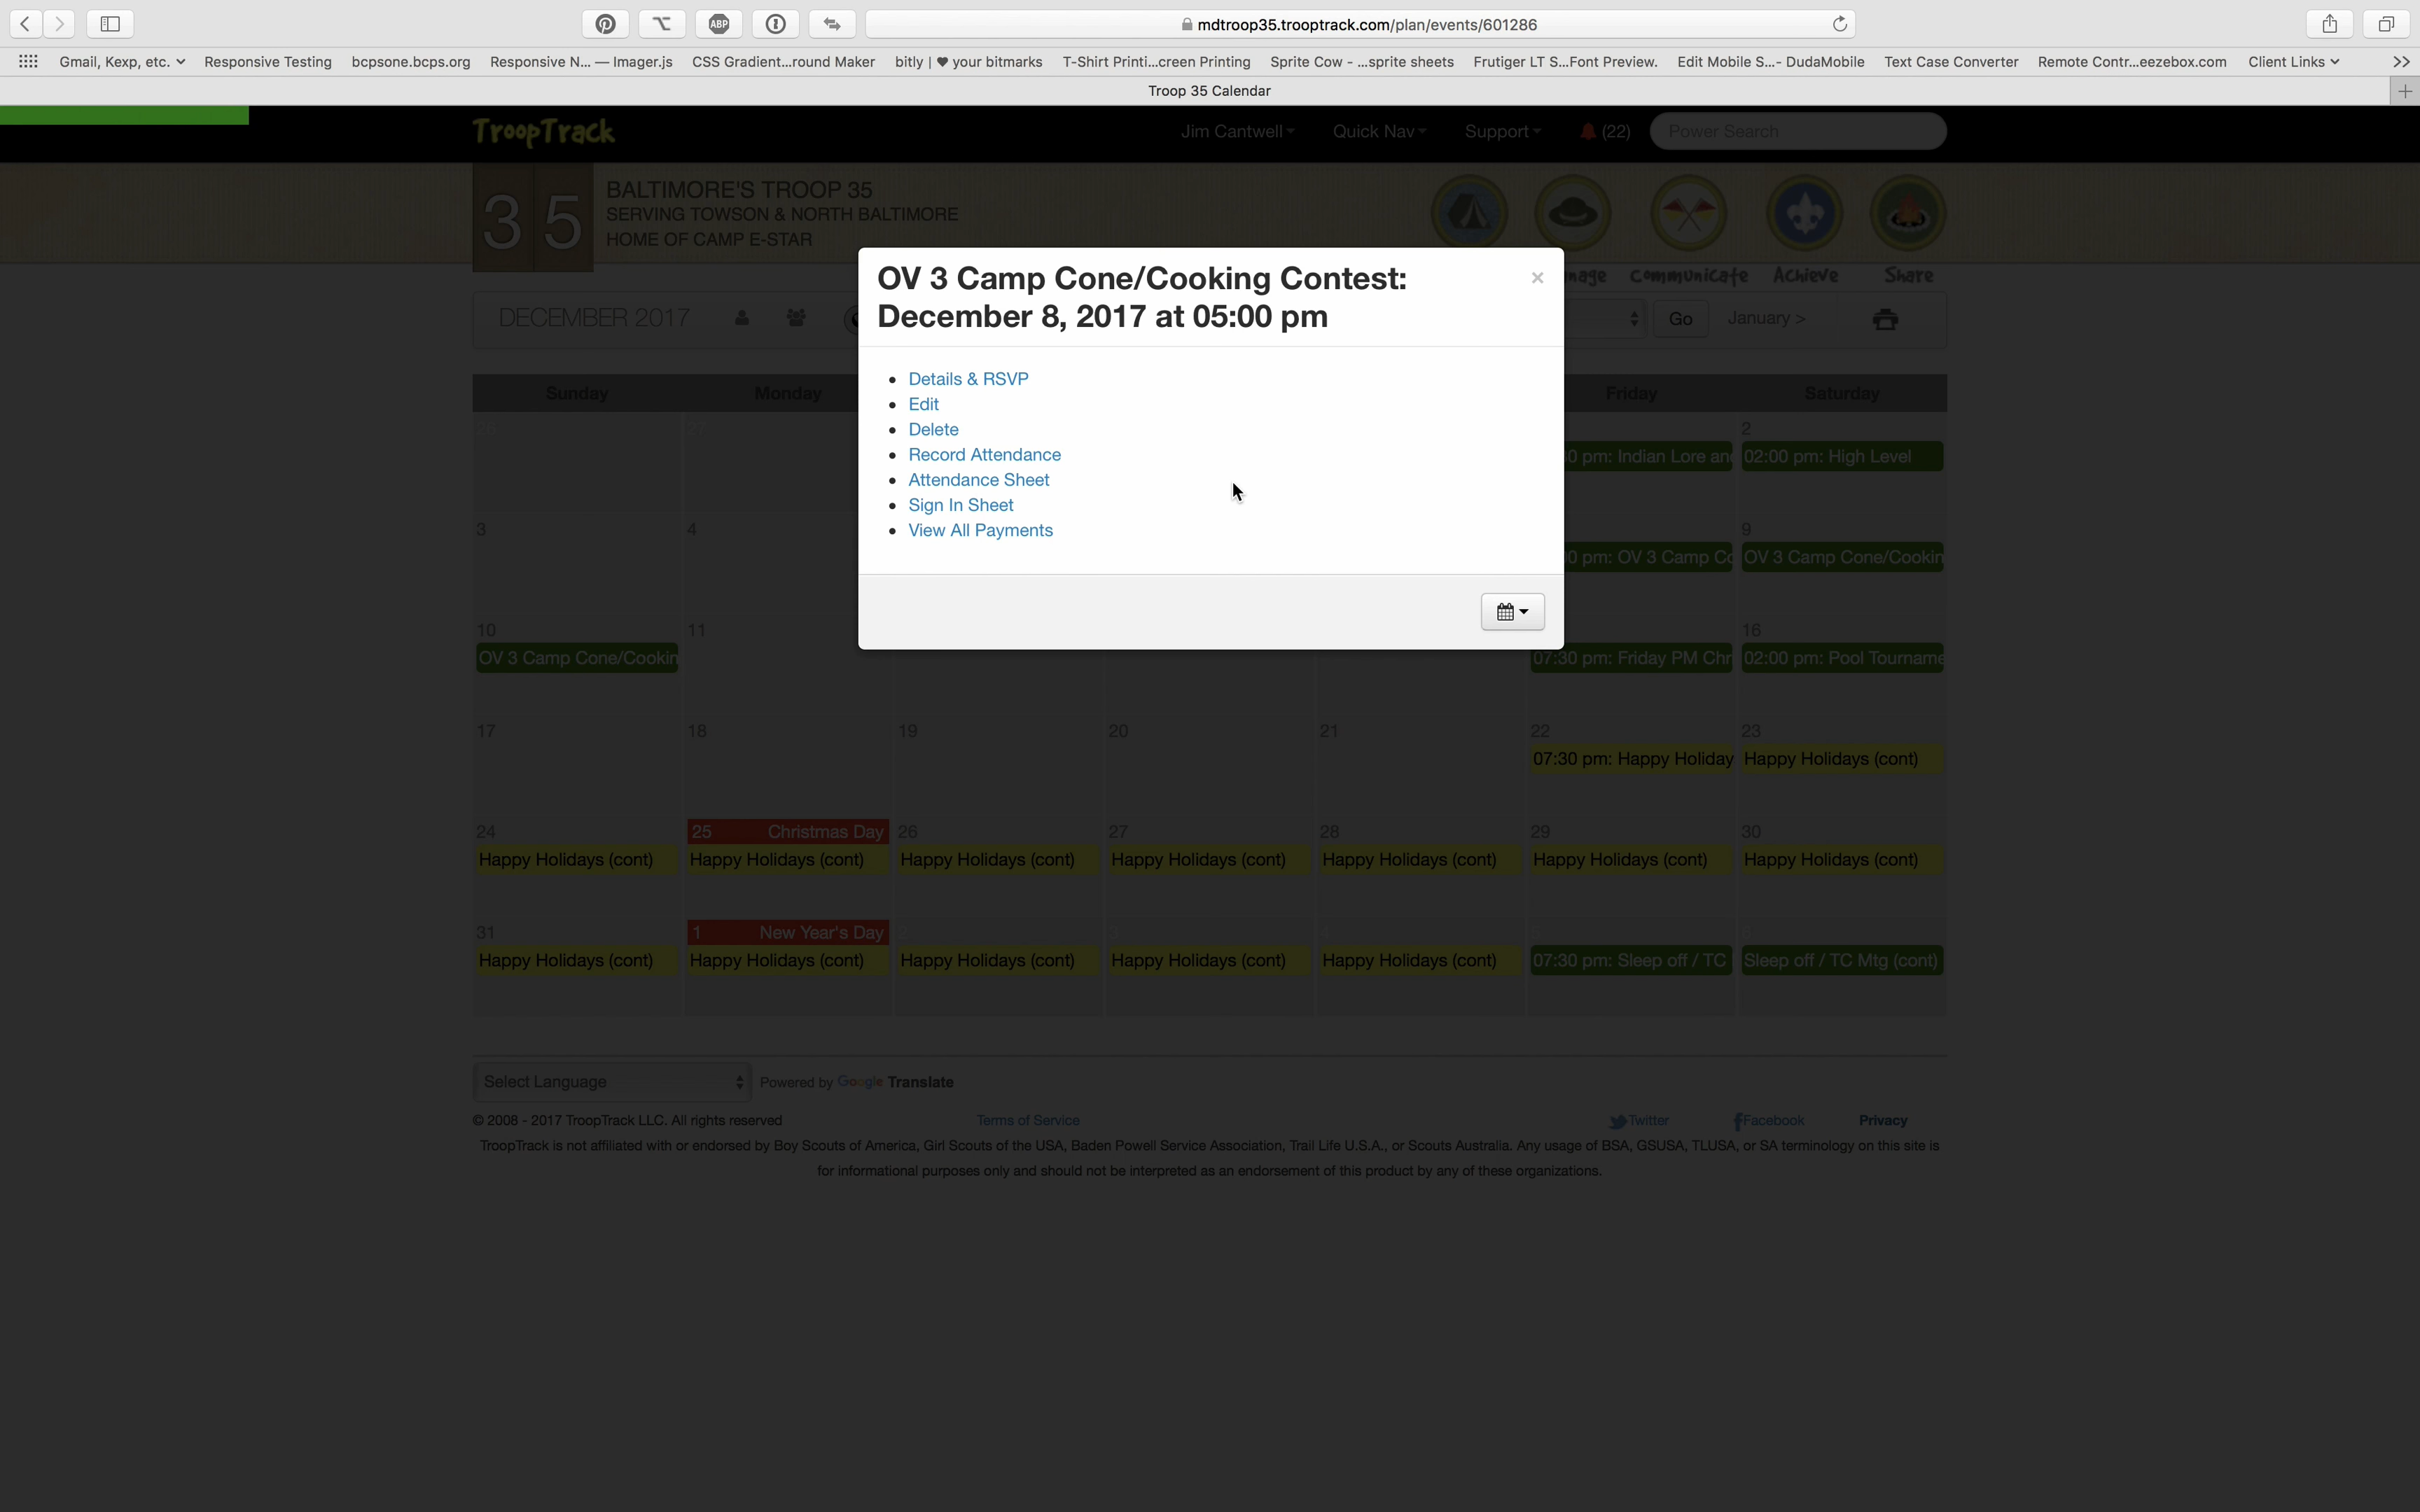 mdtroop35.trooptrack.com/plan/events/601286
Gmail, Kexp, etc. Responsive Testing bcpsone.bcps.org Responsive N... — Imager.js CSS Gradient...round Maker bitly | ♥ your bitmarks T-Shirt Printi...creen Printing Sprite Cow - ...sprite sheets Frutiger LT S...Font Preview. Edit Mobile S...- DudaMobile Text Case Converter Remote Contr...eezebox.com Client Links
Troop 35 Calendar
TroopTrack Jim Cantwell Quick Nav Support (22) Power Search
35
BALTIMORE'S TROOP 35
SERVING TOWSON & NORTH BALTIMORE
HOME OF CAMP E-STAR
nage Communicate Achieve Share
OV 3 Camp Cone/Cooking Contest:
December 8, 2017 at 05:00 pm
×
Details & RSVP
Edit
Delete
Record Attendance
Attendance Sheet
Sign In Sheet
View All Payments
DECEMBER 2017 Go January >
Sunday Monday Friday Saturday
26 27 2
0 pm: Indian Lore an 02:00 pm: High Level
3 4 9
0 pm: OV 3 Camp Co OV 3 Camp Cone/Cookin
10 11 16
OV 3 Camp Cone/Cookin 07:30 pm: Friday PM Chr 02:00 pm: Pool Tourname
17 18 19 20 21 22 23
07:30 pm: Happy Holiday Happy Holidays (cont)
24 25 Christmas Day 26 27 28 29 30
Happy Holidays (cont) Happy Holidays (cont) Happy Holidays (cont) Happy Holidays (cont) Happy Holidays (cont) Happy Holidays (cont) Happy Holidays (cont)
31 1 New Year's Day
Happy Holidays (cont) Happy Holidays (cont) Happy Holidays (cont) Happy Holidays (cont) Happy Holidays (cont) 07:30 pm: Sleep off / TC Sleep off / TC Mtg (cont)
Select Language Powered by Google Translate
© 2008 - 2017 TroopTrack LLC. All rights reserved Terms of Service Twitter Facebook Privacy
TroopTrack is not affiliated with or endorsed by Boy Scouts of America, Girl Scouts of the USA, Baden Powell Service Association, Trail Life U.S.A., or Scouts Australia. Any usage of BSA, GSUSA, TLUSA, or SA terminology on this site is
for informational purposes only and should not be interpreted as an endorsement of this product by any of these organizations.